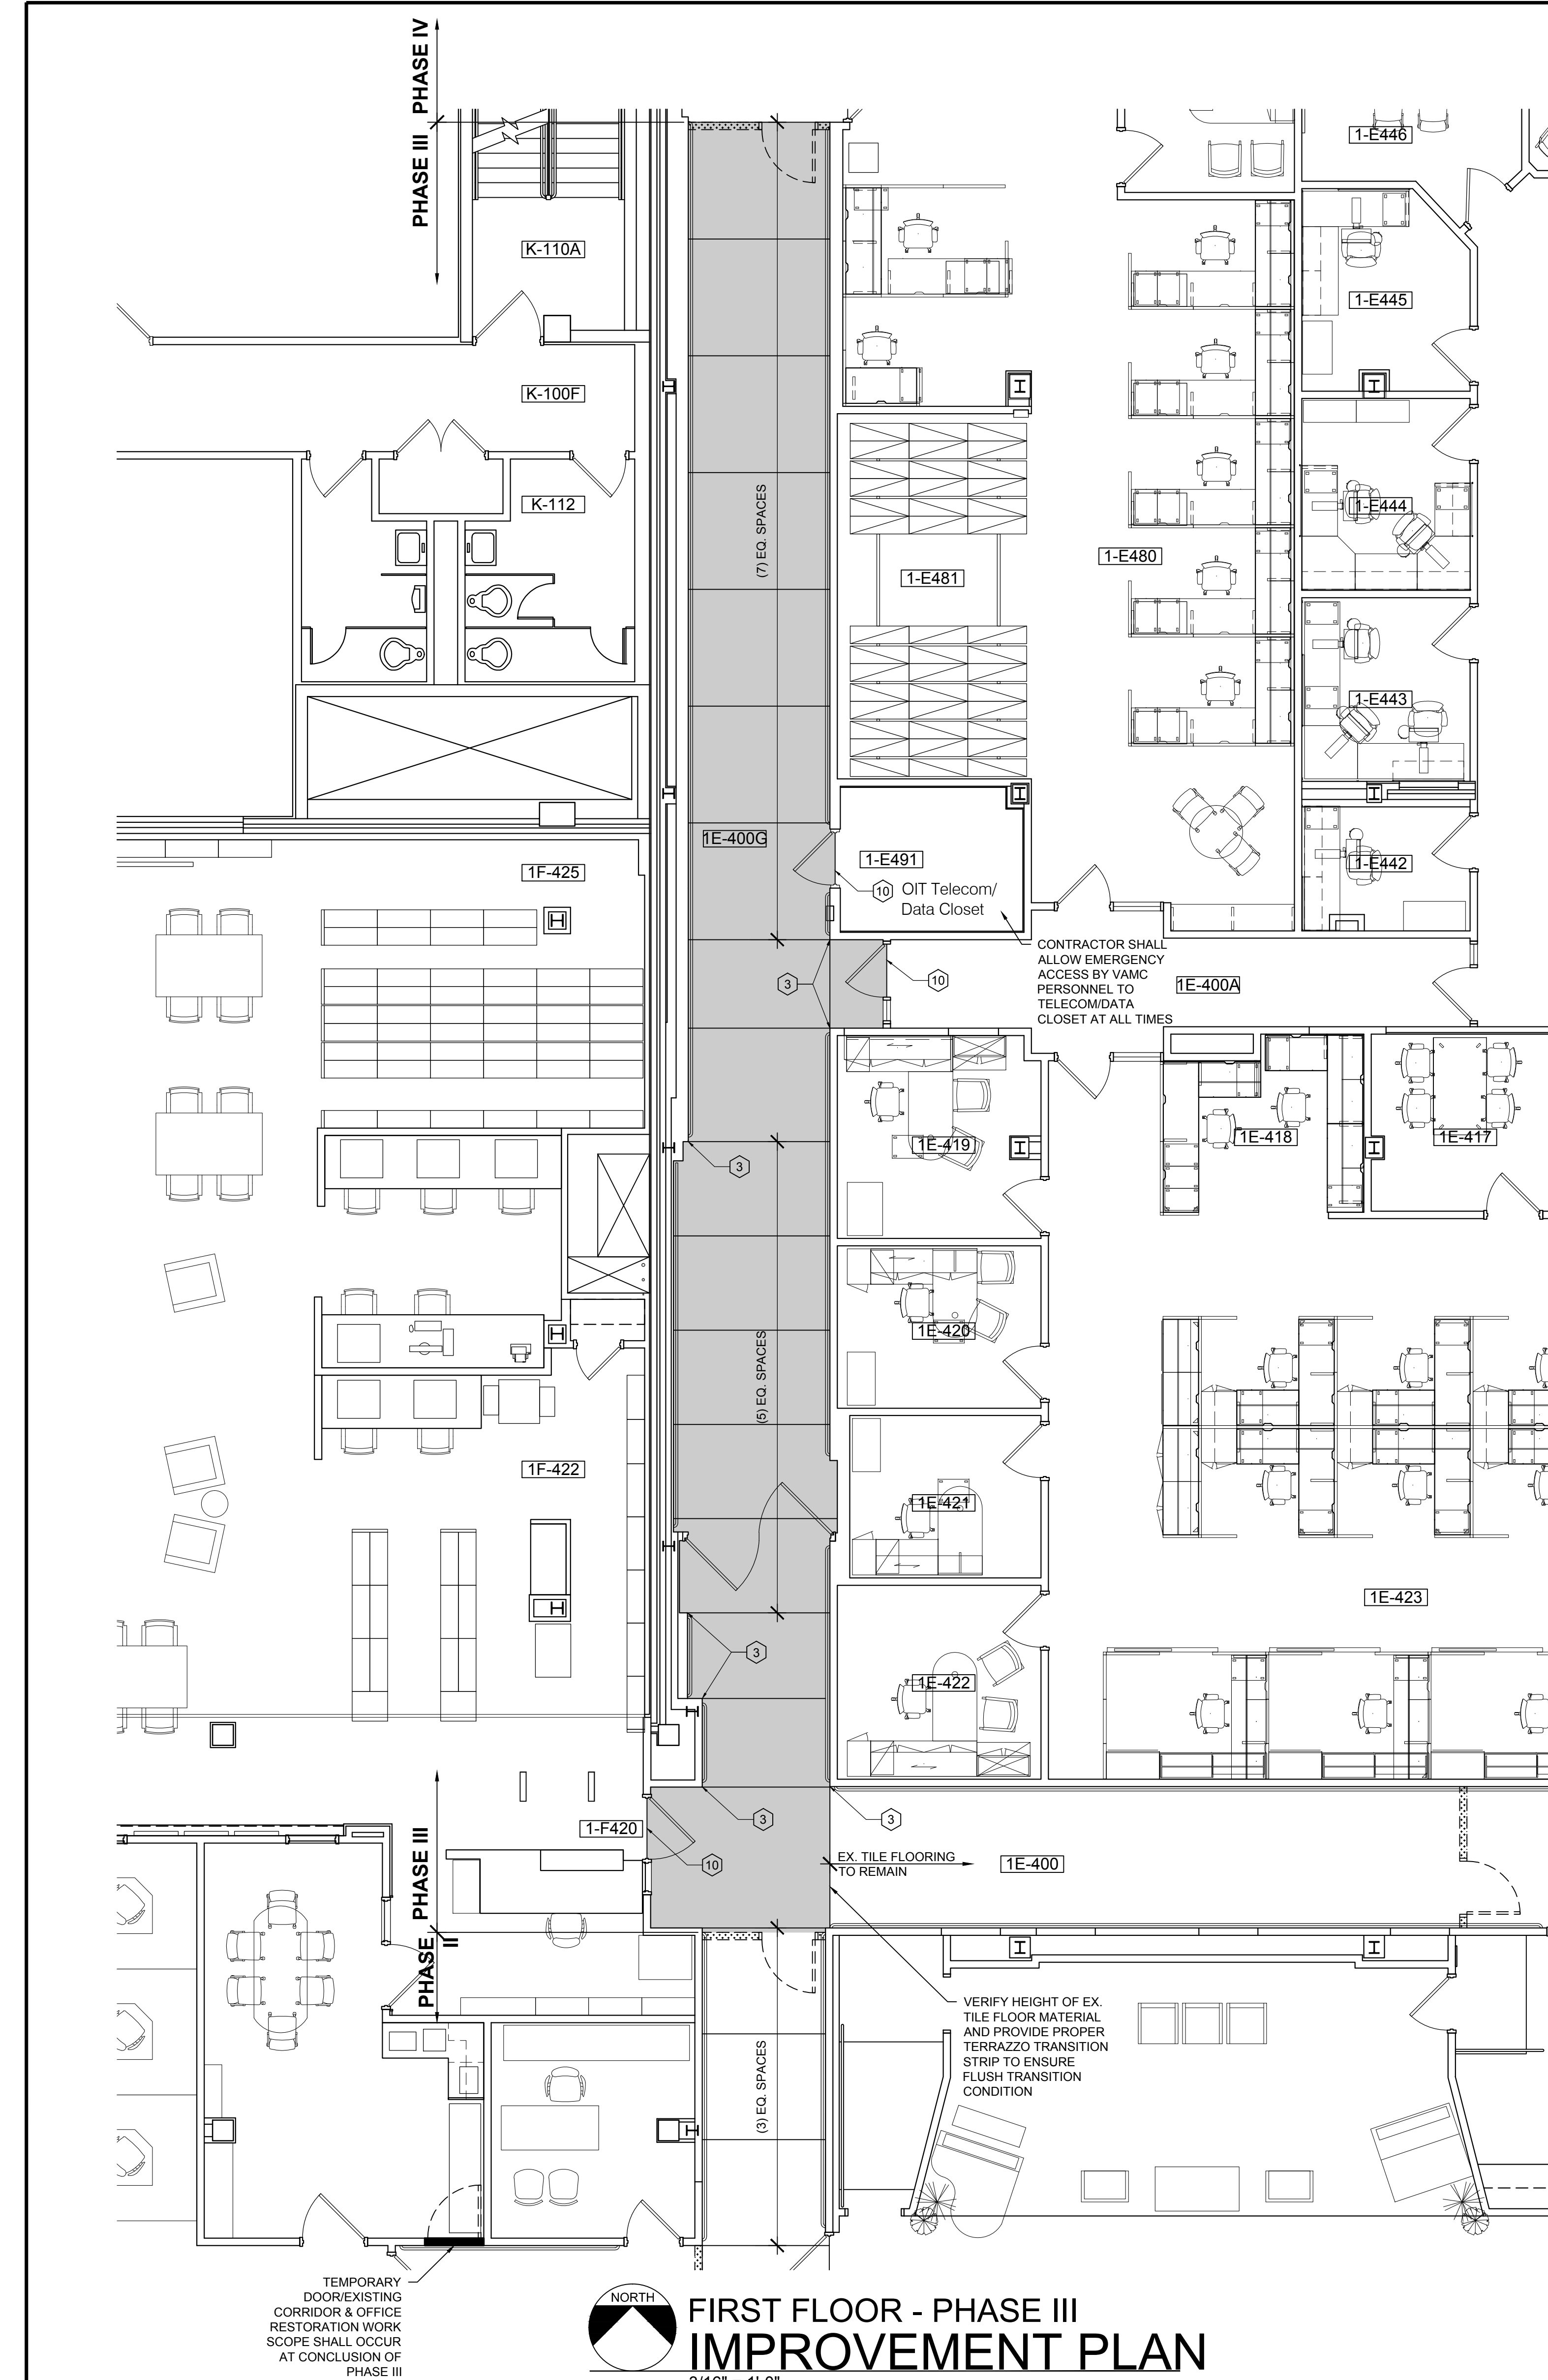 PHASE IV
PHASE III
1-E446
K-110A
1-E445
K-100F
K-112
(7) EQ. SPACES
1-E444
1-E480
1-E481
1-E443
1E-400G
1-E491
1-E442
1F-425
10
OIT Telecom/
Data Closet
CONTRACTOR SHALL
ALLOW EMERGENCY
ACCESS BY VAMC
PERSONNEL TO
TELECOM/DATA
CLOSET AT ALL TIMES
3
10
1E-400A
1E-419
1E-418
1E-417
3
1E-420
(5) EQ. SPACES
1F-422
1E-421
1E-423
3
1E-422
1-F420
3
3
PHASE III
10
EX. TILE FLOORING
TO REMAIN
1E-400
PHASE
II
VERIFY HEIGHT OF EX.
TILE FLOOR MATERIAL
AND PROVIDE PROPER
TERRAZZO TRANSITION
STRIP TO ENSURE
FLUSH TRANSITION
CONDITION
(3) EQ. SPACES
TEMPORARY
DOOR/EXISTING
CORRIDOR & OFFICE
RESTORATION WORK
SCOPE SHALL OCCUR
AT CONCLUSION OF
PHASE III
NORTH
FIRST FLOOR - PHASE III
IMPROVEMENT PLAN